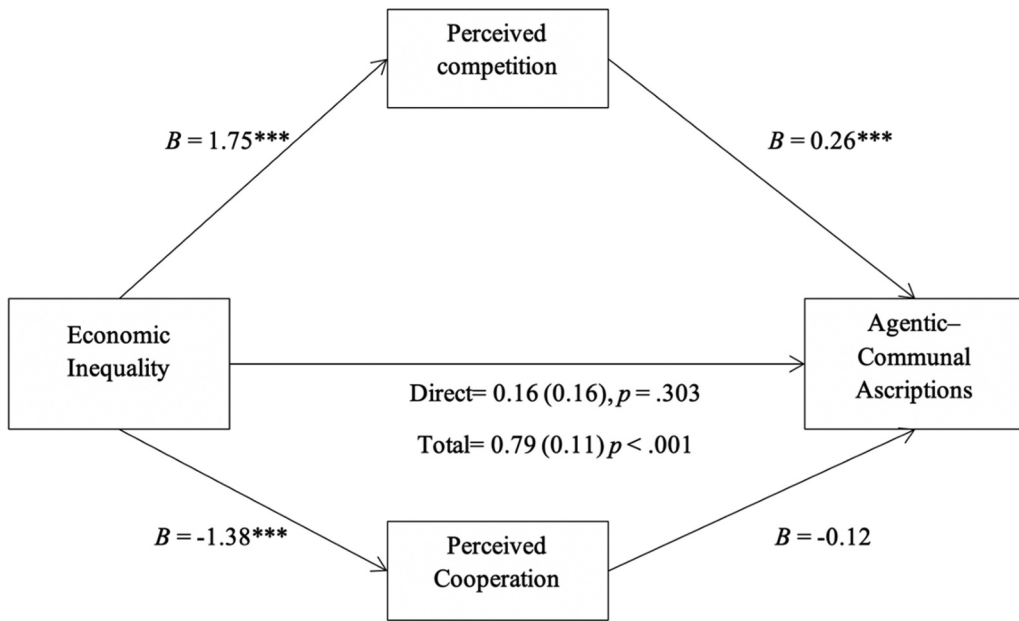 Perceived
competition
B = 1.75***
B = 0.26***
Economic
Inequality
Agentic–
Communal
Ascriptions
Direct= 0.16 (0.16), p = .303
Total= 0.79 (0.11) p < .001
B = -1.38***
Perceived
Cooperation
B = -0.12